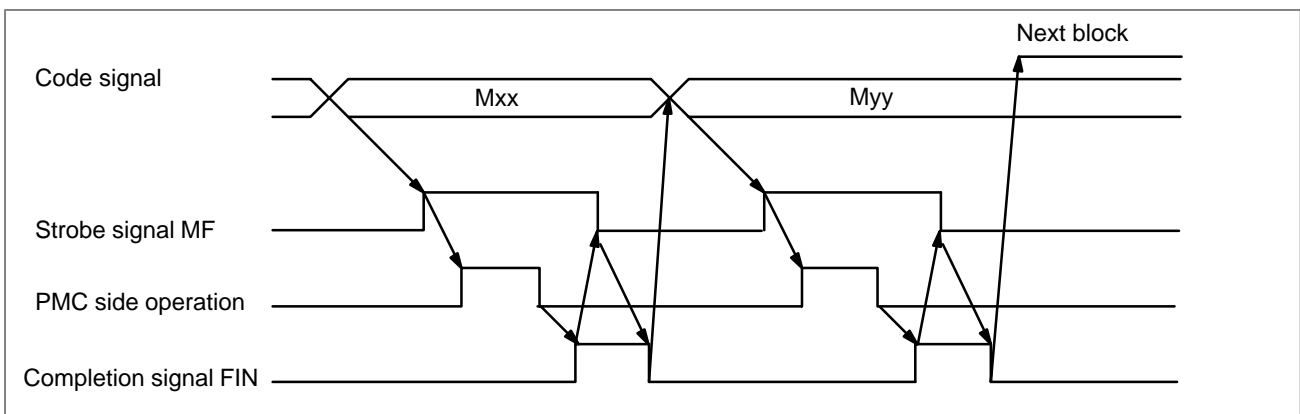 Next block
Code signal
Mxx
Myy
Strobe signal MF
PMC side operation
Completion signal FIN